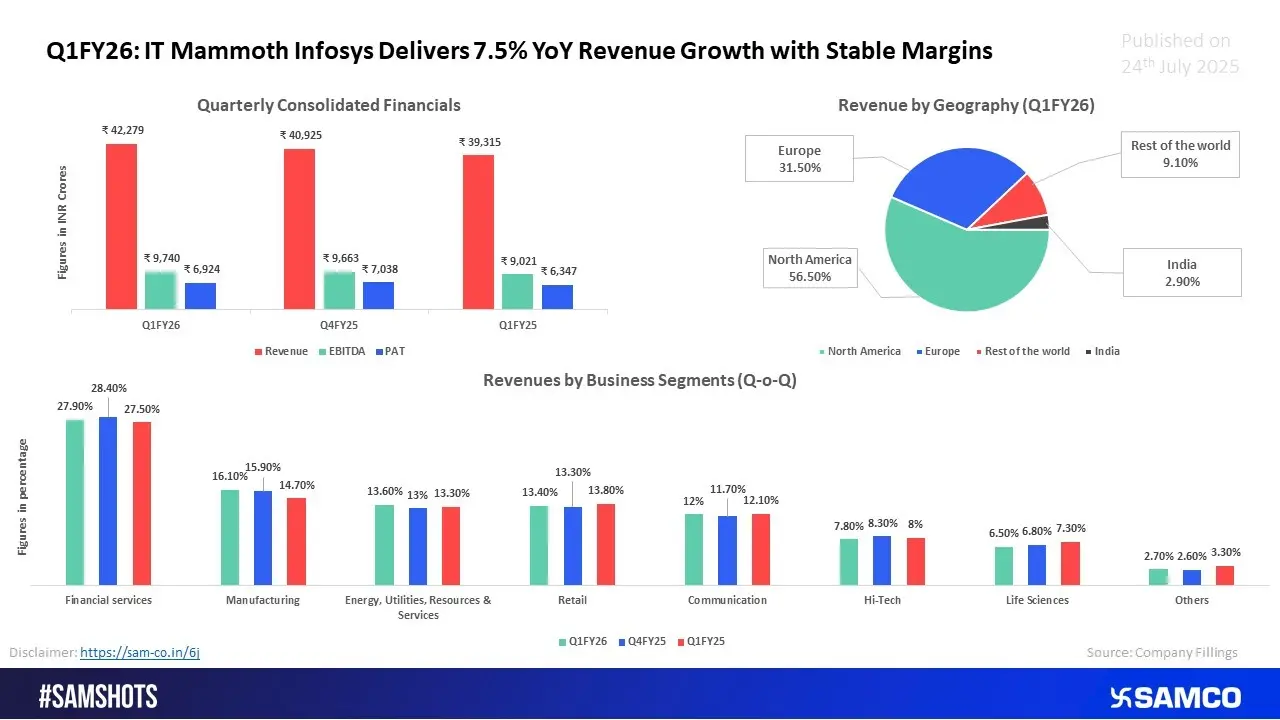 Q1FY26: IT Mammoth Infosys Delivers 7.5% YoY Revenue Growth with Stable Margins
Published on
24th July 2025
Quarterly Consolidated Financials
Figures in INR Crores
₹ 42,279
₹ 9,740
₹ 6,924
₹ 40,925
₹ 9,663
₹ 7,038
₹ 39,315
₹ 9,021
₹ 6,347
Q1FY26
Q4FY25
Q1FY25
Revenue
EBITDA
PAT
Revenue by Geography (Q1FY26)
Europe
31.50%
Rest of the world
9.10%
North America
56.50%
India
2.90%
North America
Europe
Rest of the world
India
Revenues by Business Segments (Q-o-Q)
Figures in percentage
27.90%
28.40%
27.50%
16.10%
15.90%
14.70%
13.60%
13%
13.30%
13.40%
13.30%
13.80%
12%
11.70%
12.10%
7.80%
8.30%
8%
6.50%
6.80%
7.30%
2.70%
2.60%
3.30%
Financial services
Manufacturing
Energy, Utilities, Resources &
Services
Retail
Communication
Hi-Tech
Life Sciences
Others
Q1FY26
Q4FY25
Q1FY25
Disclaimer: https://sam-co.in/6j
Source: Company Fillings
#SAMSHOTS
SAMCO